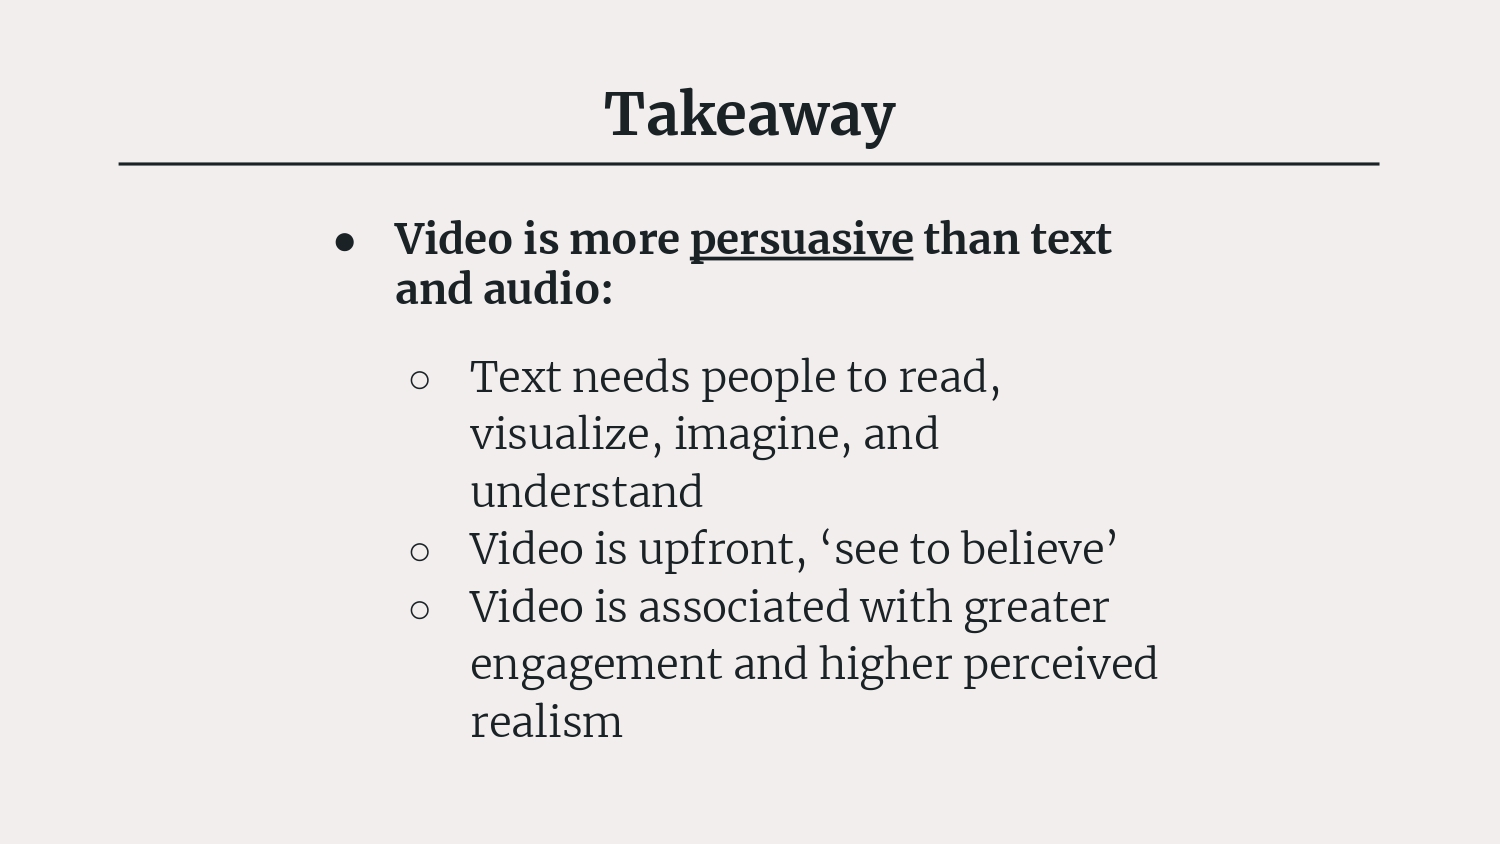 Takeaway
● Video is more persuasive than text
and audio:
○ Text needs people to read,
visualize, imagine, and
understand
○ Video is upfront, ‘see to believe’
○ Video is associated with greater
engagement and higher perceived
realism